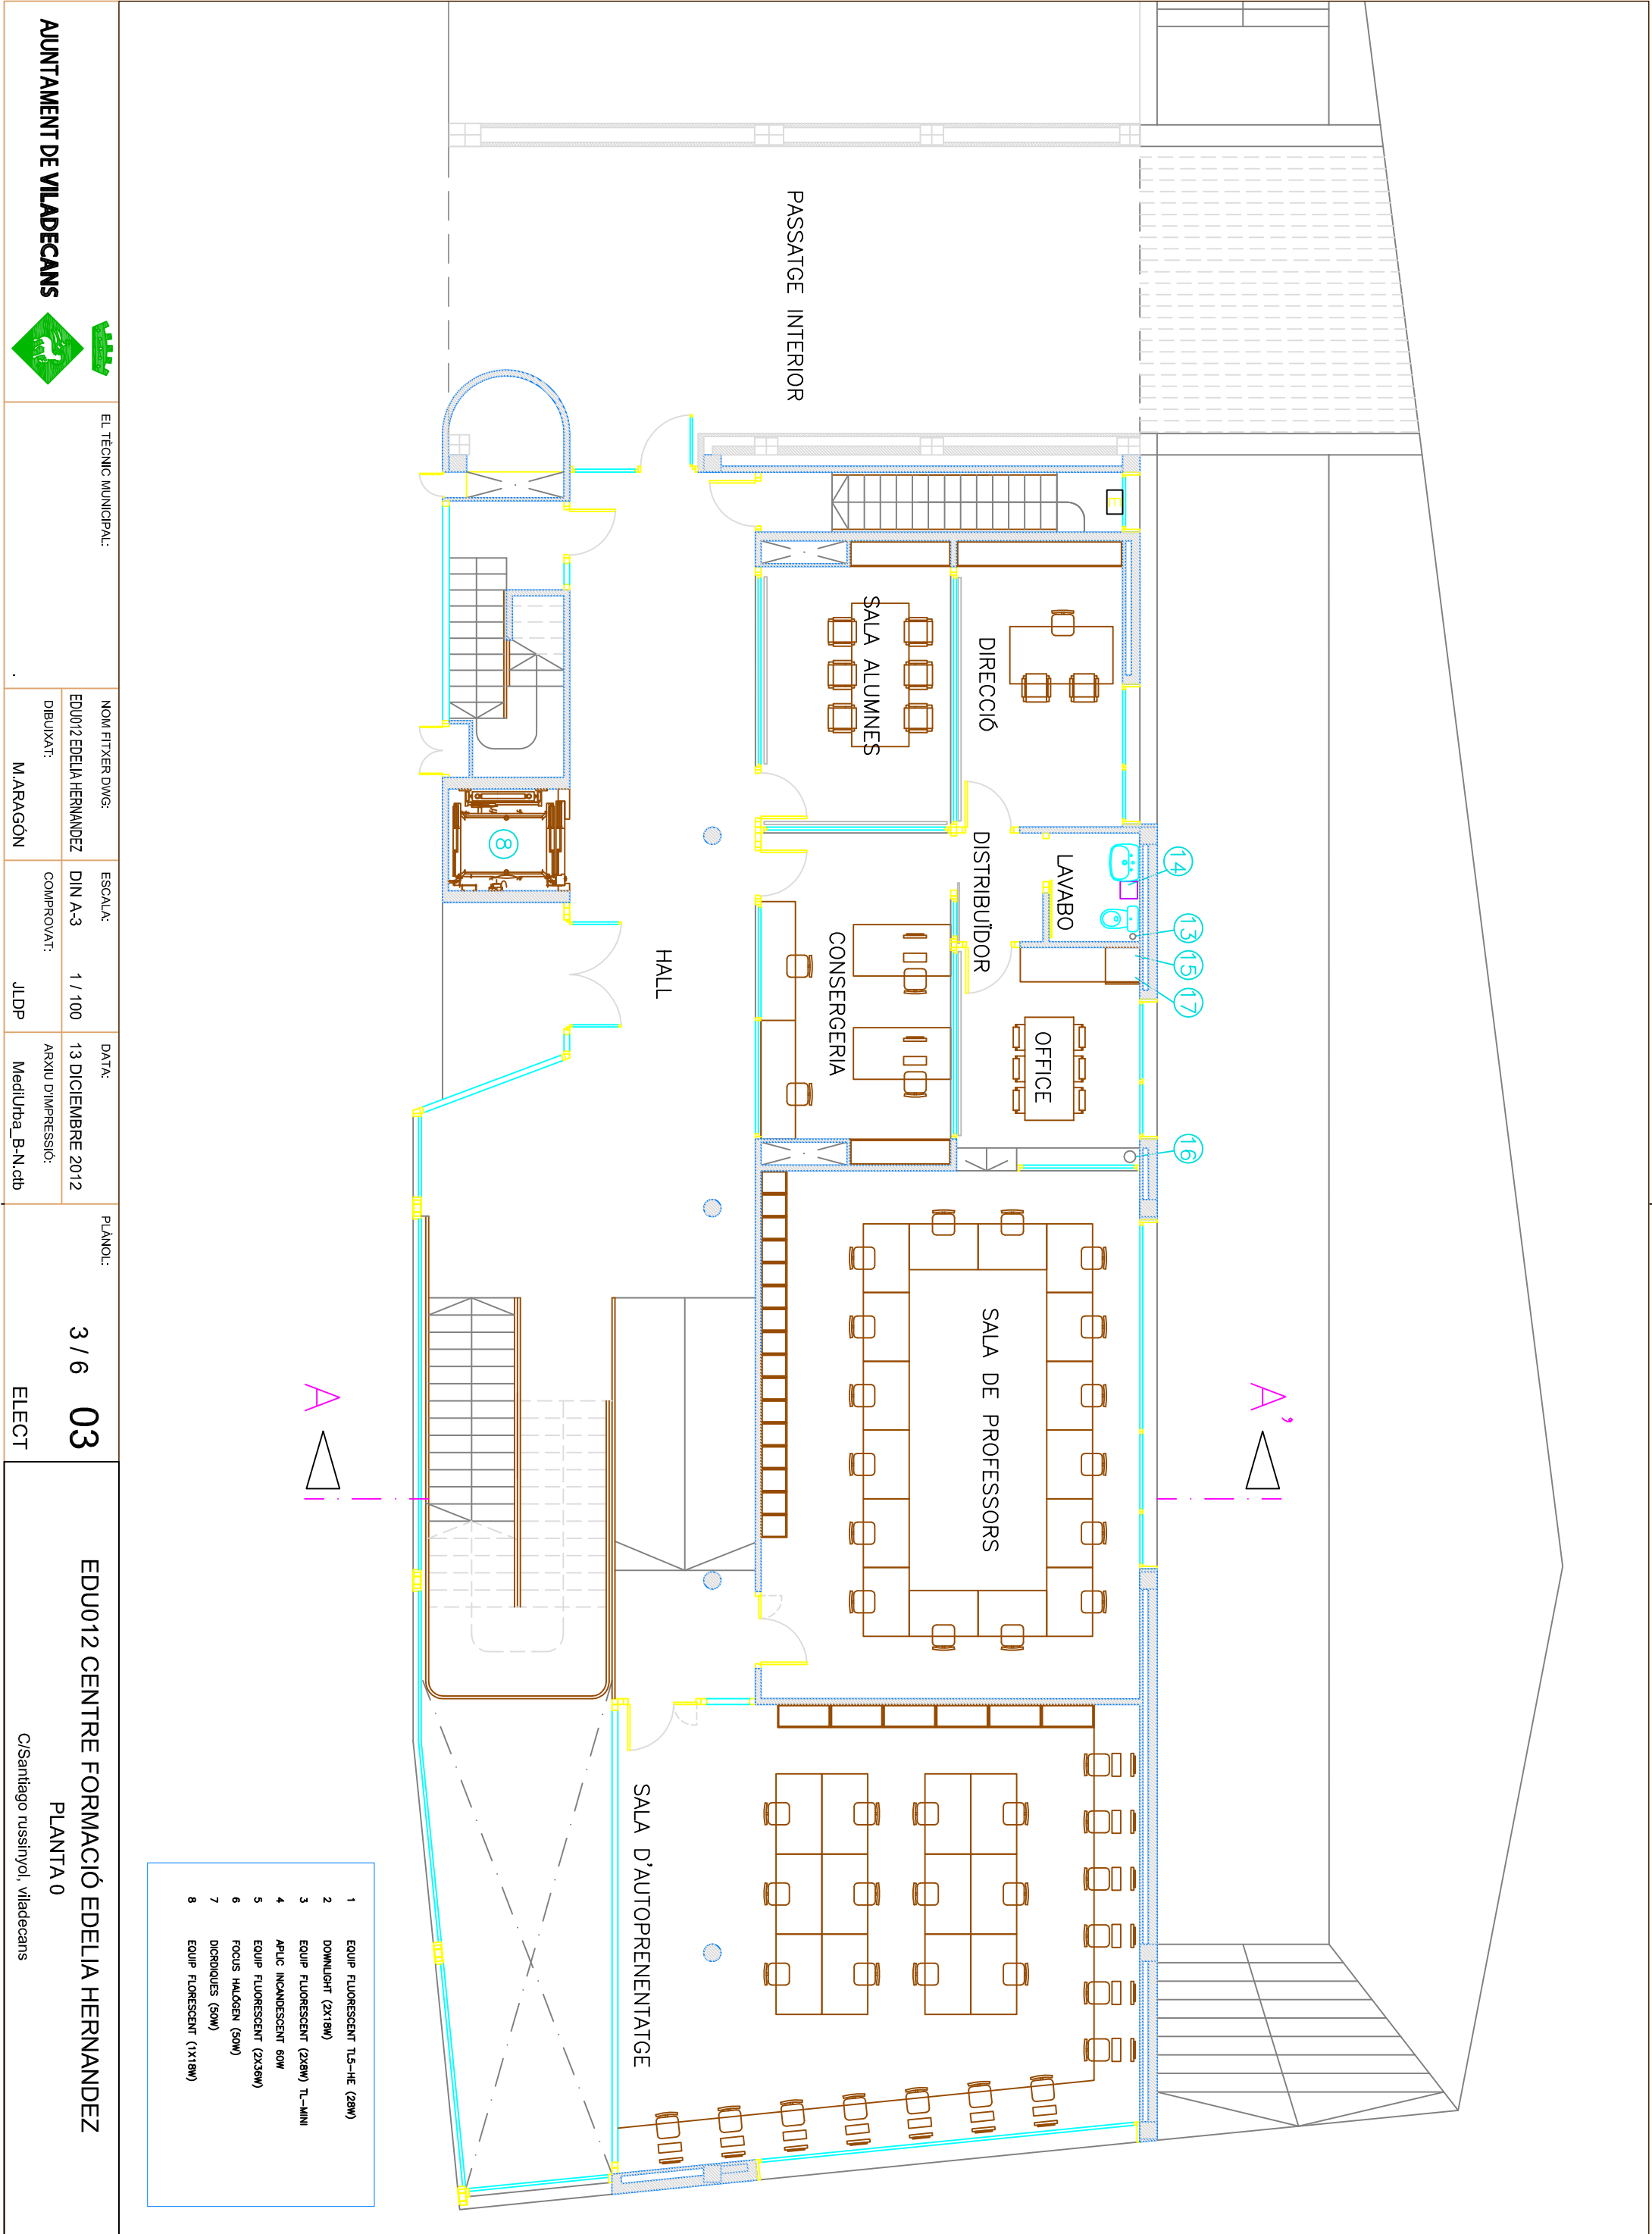 PASSATGE INTERIOR
E
SALA ALUMNES
DIRECCIÓ
DISTRIBUÏDOR
LAVABO
14
13
15
17
16
OFFICE
CONSERGERIA
HALL
8
SALA DE PROFESSORS
SALA D'AUTOPRENENTATGE
A'
A
1 EQUIP FLUORESCENT TL5-HE (28W)
2 DOWNLIGHT (2X18W)
3 EQUIP FLUORESCENT (2X8W) TL-MINI
4 APLIC INCANDESCENT 60W
5 EQUIP FLUORESCENT (2X36W)
6 FOCUS HALÒGEN (50W)
7 DICROIQUES (50W)
8 EQUIP FLORESCENT (1X18W)
AJUNTAMENT DE VILADECANS
EL TÈCNIC MUNICIPAL:
.
NOM FITXER DWG:
EDU012 EDELIA HERNANDEZ
DIBUIXAT:
M.ARAGÓN
ESCALA:
DIN A-3 1 / 100
COMPROVAT:
JLDP
DATA:
13 DICIEMBRE 2012
ARXIU D'IMPRESSIÓ:
MediUrba_B-N.ctb
PLÀNOL:
3 / 6 03
ELECT
EDU012 CENTRE FORMACIÓ EDELIA HERNANDEZ
PLANTA 0
C/Santiago russinyol, viladecans